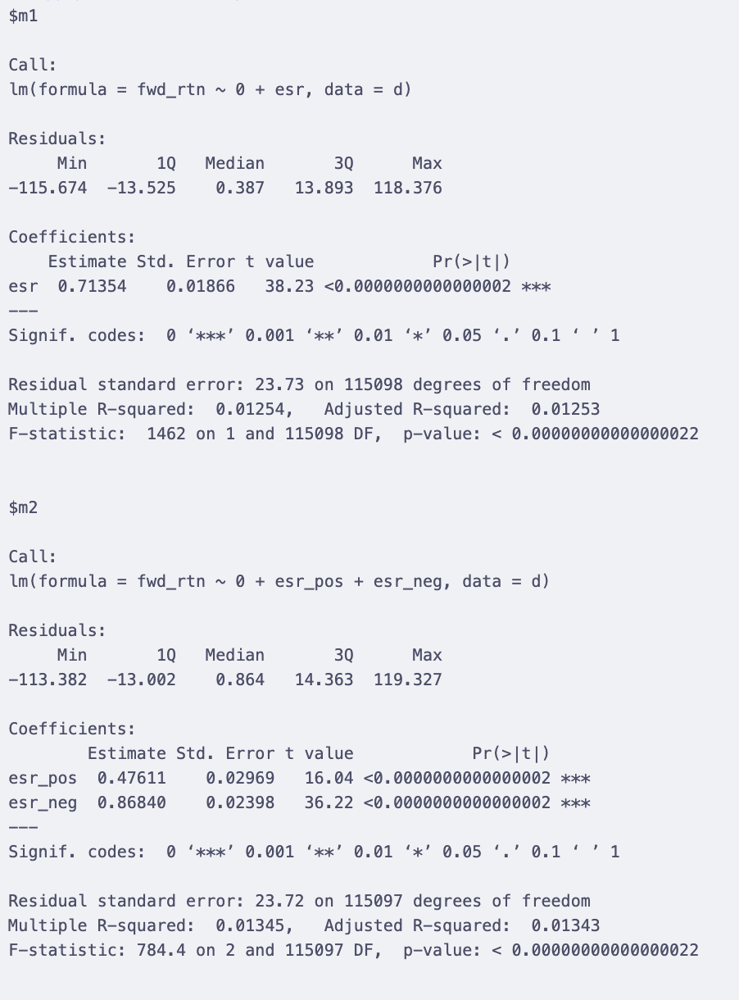 $m1
Call:
lm(formula = fwd_rtn ~ 0 + esr, data = d)
Residuals:
     Min       1Q   Median       3Q      Max
-115.674  -13.525    0.387   13.893  118.376
Coefficients:
    Estimate Std. Error t value            Pr(>|t|)
esr  0.71354    0.01866   38.23 <0.0000000000000002 ***
---
Signif. codes:  0 ‘***’ 0.001 ‘**’ 0.01 ‘*’ 0.05 ‘.’ 0.1 ‘ ’ 1
Residual standard error: 23.73 on 115098 degrees of freedom
Multiple R-squared:  0.01254,   Adjusted R-squared:  0.01253
F-statistic:  1462 on 1 and 115098 DF,  p-value: < 0.00000000000000022
$m2
Call:
lm(formula = fwd_rtn ~ 0 + esr_pos + esr_neg, data = d)
Residuals:
     Min       1Q   Median       3Q      Max
-113.382  -13.002    0.864   14.363  119.327
Coefficients:
        Estimate Std. Error t value            Pr(>|t|)
esr_pos  0.47611    0.02969   16.04 <0.0000000000000002 ***
esr_neg  0.86840    0.02398   36.22 <0.0000000000000002 ***
---
Signif. codes:  0 ‘***’ 0.001 ‘**’ 0.01 ‘*’ 0.05 ‘.’ 0.1 ‘ ’ 1
Residual standard error: 23.72 on 115097 degrees of freedom
Multiple R-squared:  0.01345,   Adjusted R-squared:  0.01343
F-statistic: 784.4 on 2 and 115097 DF,  p-value: < 0.00000000000000022